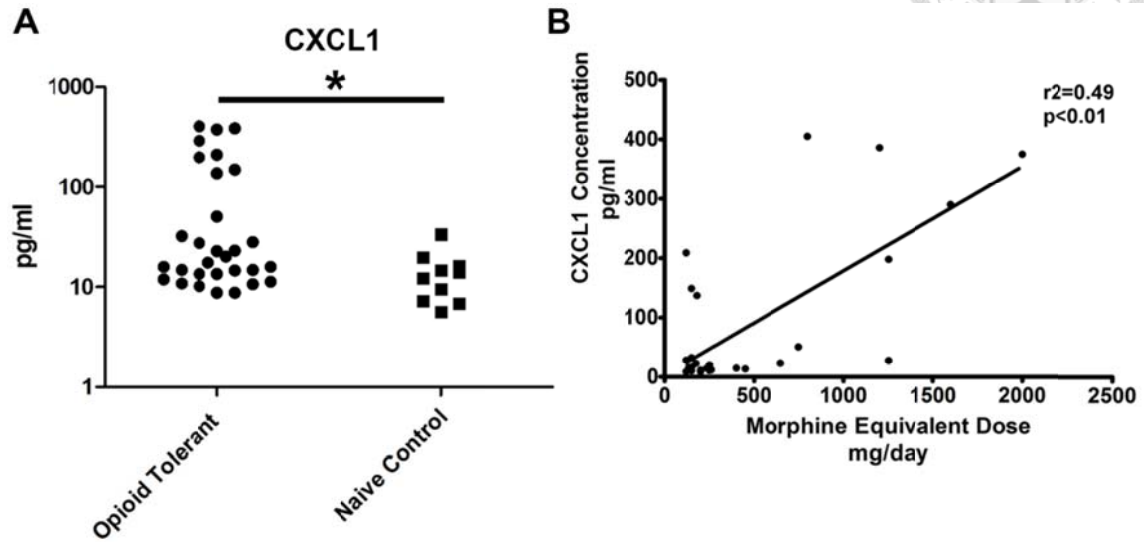 A
CXCL1
*
1000
100
10
1
pg/ml
Opioid Tolerant
Naive Control
B
500
400
300
200
100
0
CXCL1 Concentration
pg/ml
r2=0.49
p<0.01
0 500 1000 1500 2000 2500
Morphine Equivalent Dose
mg/day